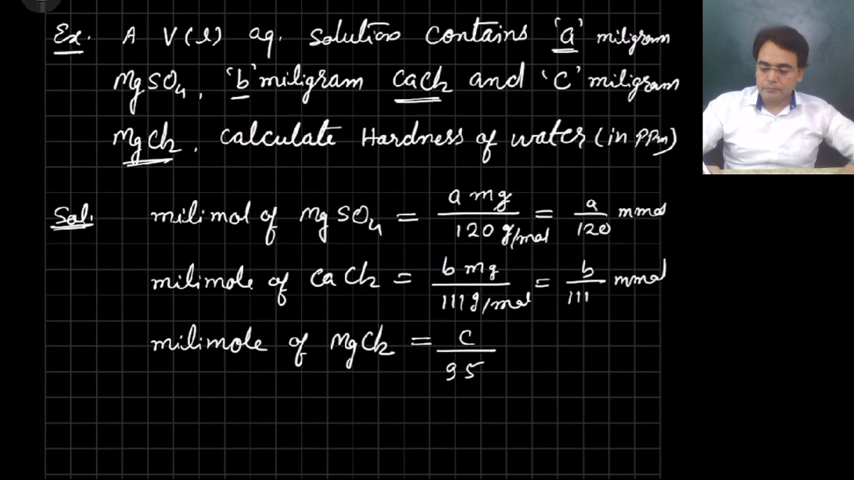 Ex. A V(l) aq. solution contains 'a' miligram
MgSO4, 'b' miligram CaCl2 and 'C' miligram
MgCl2. Calculate Hardness of water (in PPm)
Sol. milimol of MgSO4 = a mg / 120 g/mol = a / 120 mmol
milimole of CaCl2 = b mg / 111 g/mol = b / 111 mmol
milimole of MgCl2 = C / 95